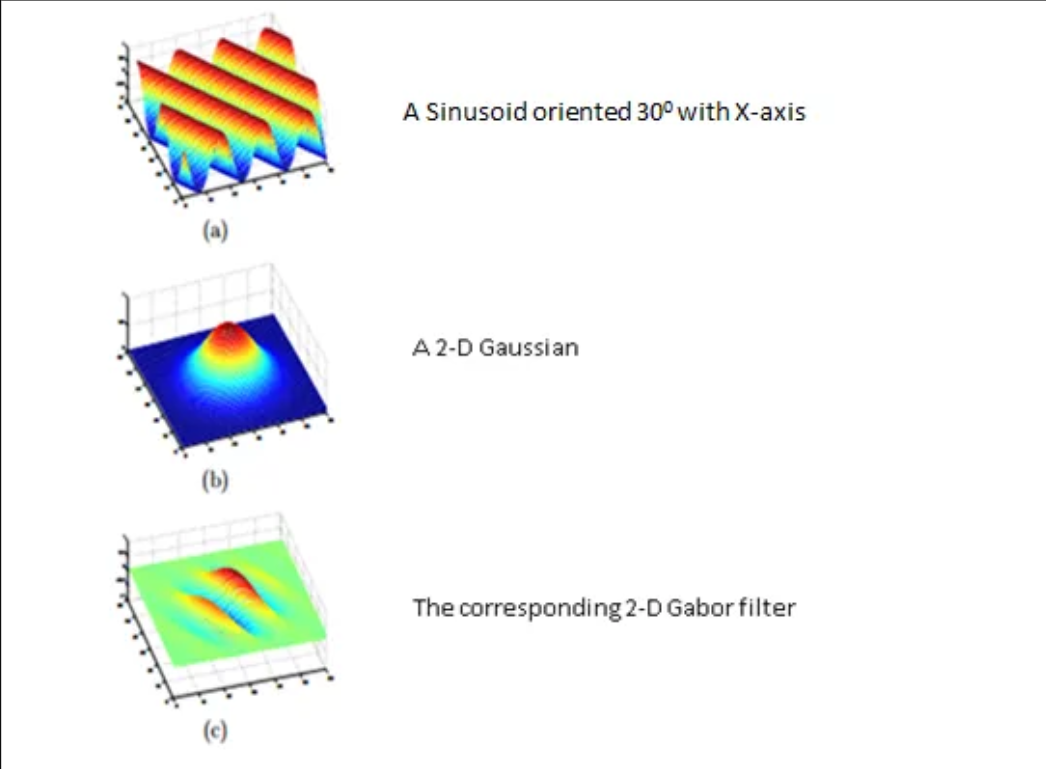 A Sinusoid oriented 30⁰ with X-axis
(a)
A 2-D Gaussian
(b)
The corresponding 2-D Gabor filter
(c)